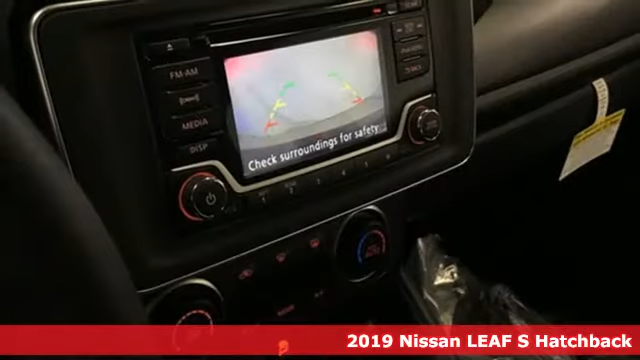 FM·AM
MEDIA
DISP
Check surroundings for safety
2019 Nissan LEAF S Hatchback